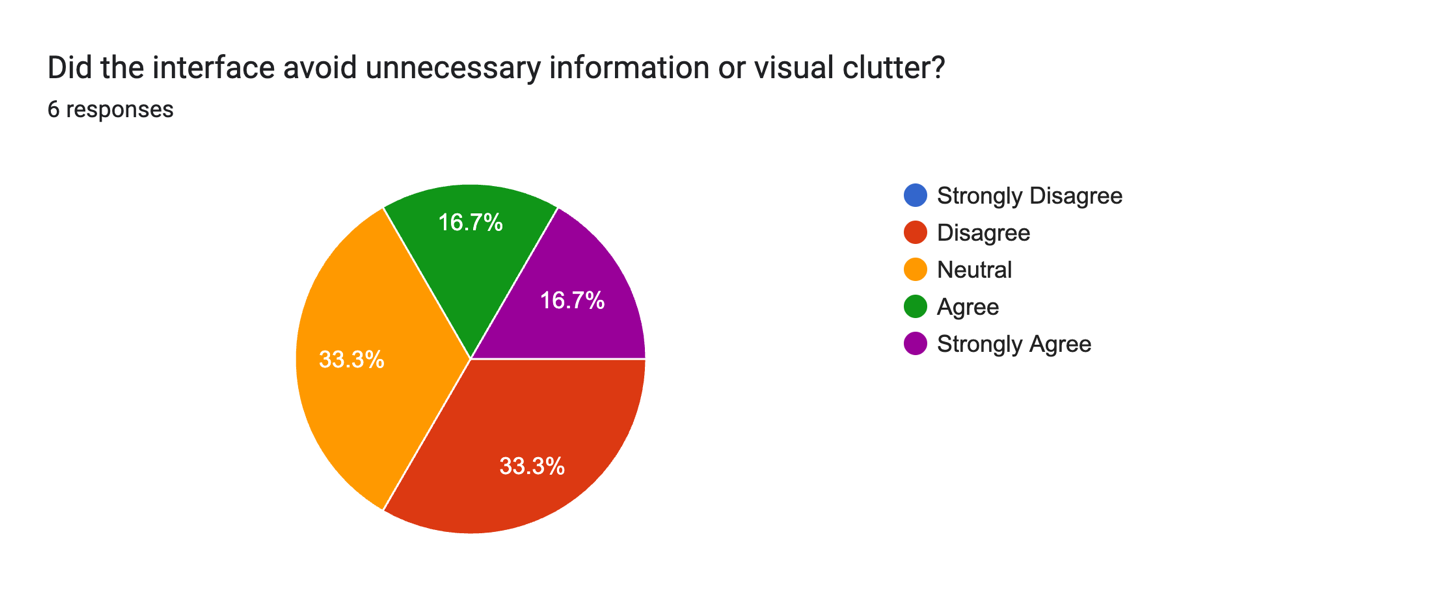 Did the interface avoid unnecessary information or visual clutter?
6 responses
16.7%
16.7%
33.3%
33.3%
Strongly Disagree
Disagree
Neutral
Agree
Strongly Agree